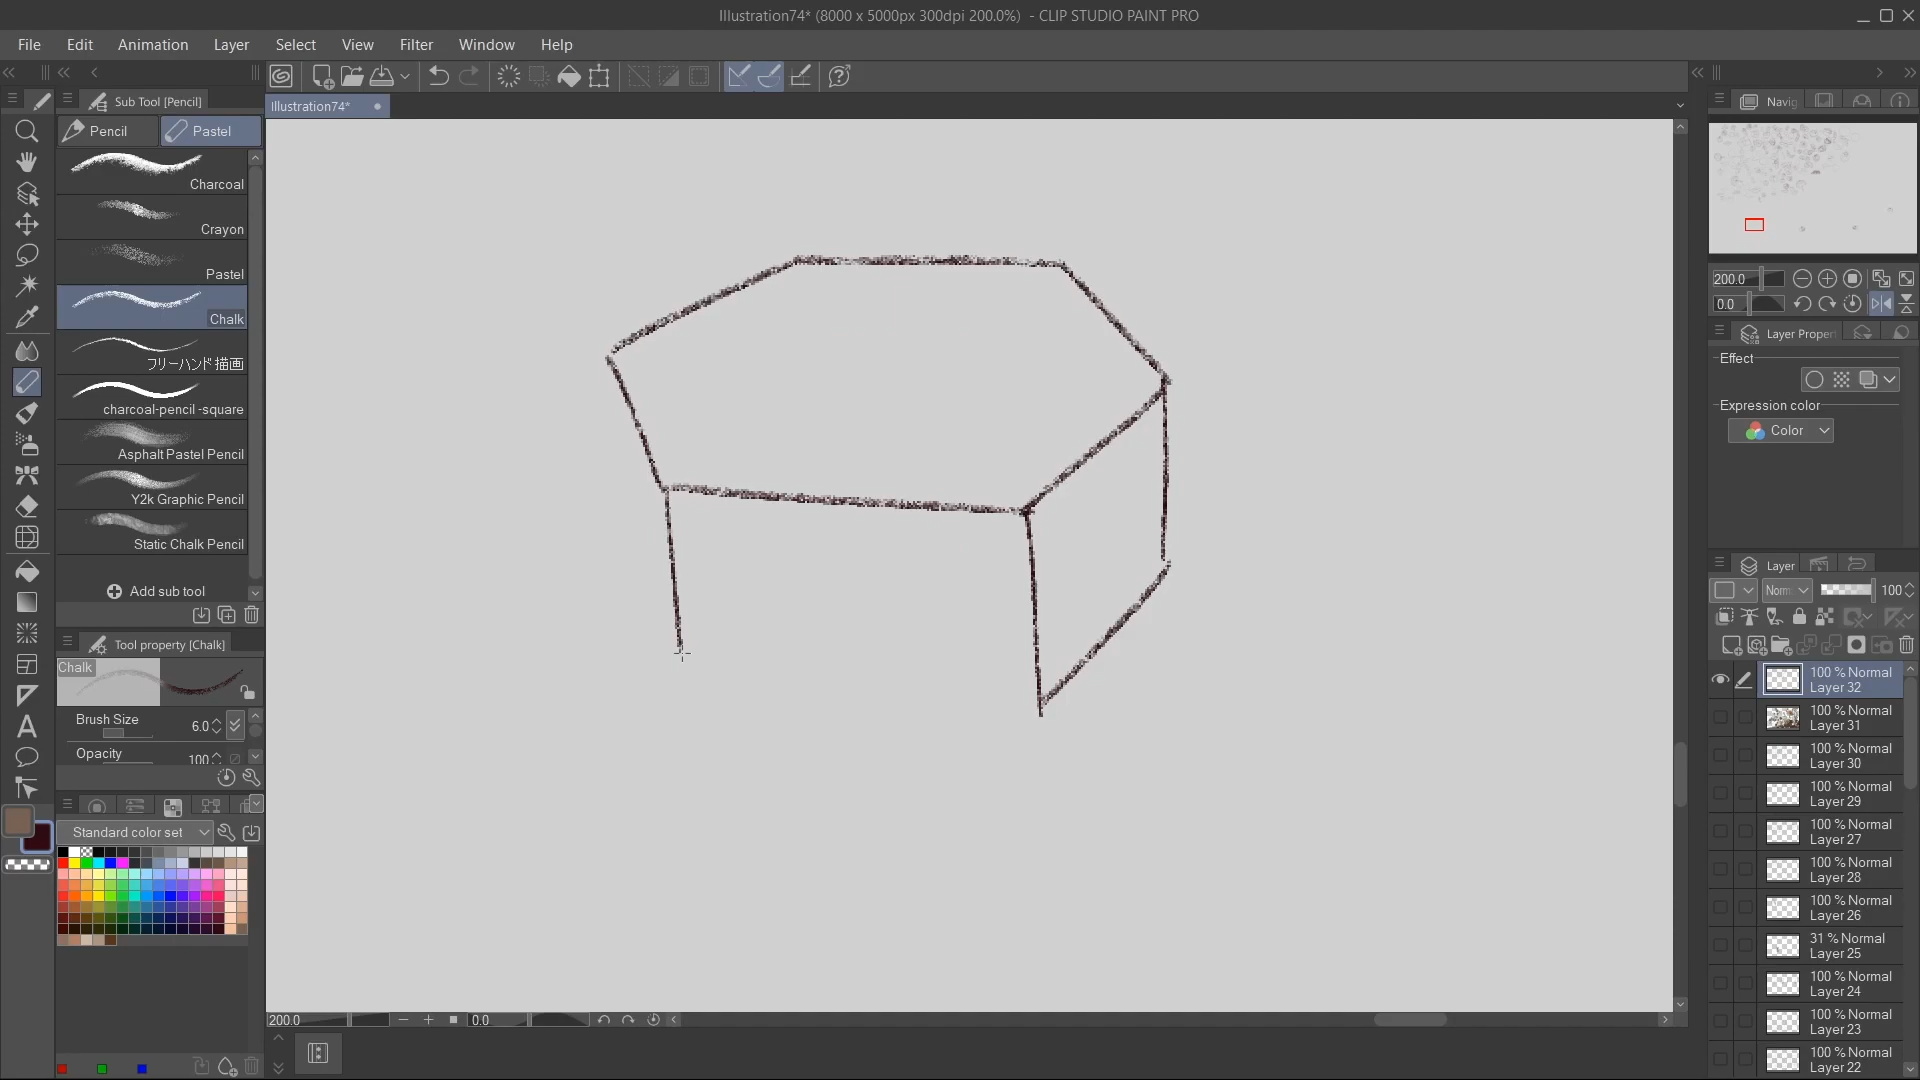 Illustration74* (8000 x 5000px 300dpi 200.0%) - CLIP STUDIO PAINT PRO
File Edit Animation Layer Select View Filter Window Help
Sub Tool [Pencil]
Illustration74*
Navig
Pencil Pastel
Charcoal
Crayon
Pastel
Chalk
フリーハンド描画
charcoal-pencil -square
Asphalt Pastel Pencil
Y2k Graphic Pencil
Static Chalk Pencil
Add sub tool
Tool property [Chalk]
Chalk
Brush Size 6.0
Opacity 100
Standard color set
200.0 0.0
200.0
0.0
Layer Proper
Effect
Expression color
Color
Layer
Norm 100
100 % Normal
Layer 32
100 % Normal
Layer 31
100 % Normal
Layer 30
100 % Normal
Layer 29
100 % Normal
Layer 27
100 % Normal
Layer 28
100 % Normal
Layer 26
31 % Normal
Layer 25
100 % Normal
Layer 24
100 % Normal
Layer 23
100 % Normal
Layer 22